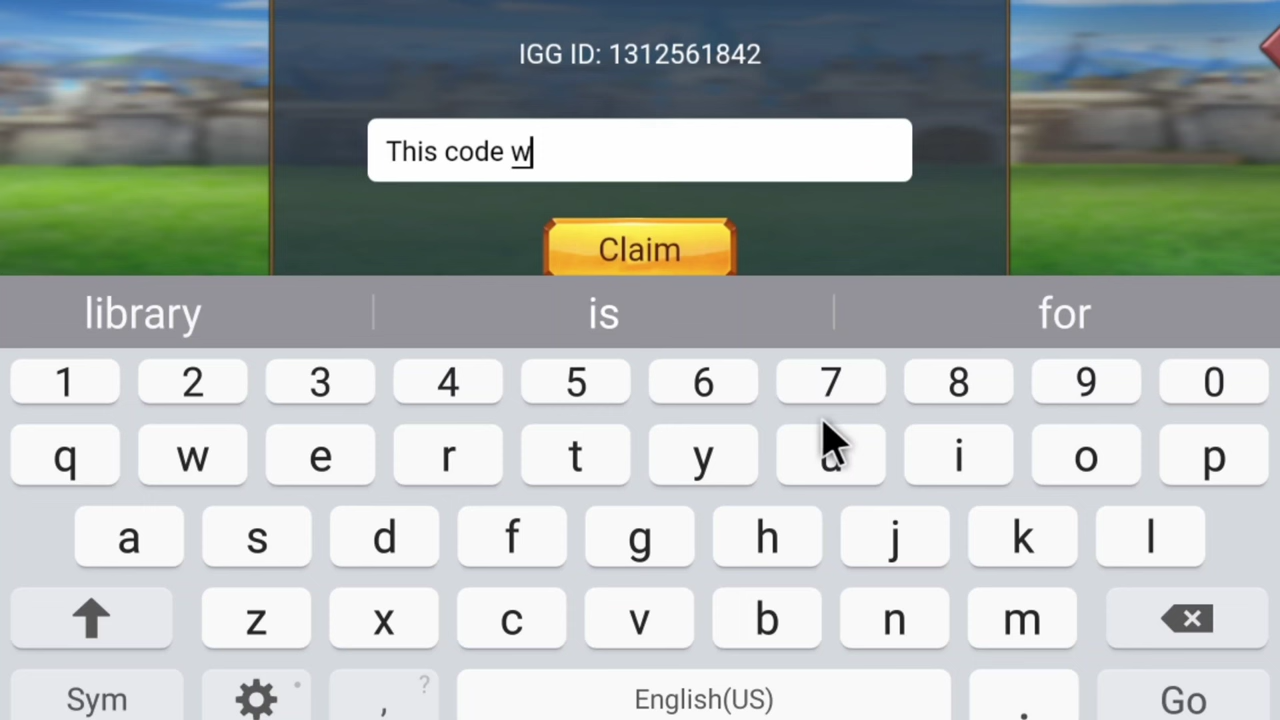 IGG ID: 1312561842
This code w
Claim
library is for
1 2 3 4 5 6 7 8 9 0
q w e r t y u i o p
a s d f g h j k l
z x c v b n m
Sym , ? English(US) . Go